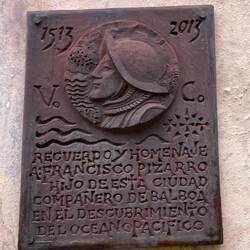 1513 2013
V. C.
RECUERDO Y HOMENAJE
A FRANCISCO PIZARRO
HIJO DE ESTA CIUDAD
COMPAÑERO DE BALBOA
EN EL DESCUBRIMIENTO
DEL OCEANO PACIFICO